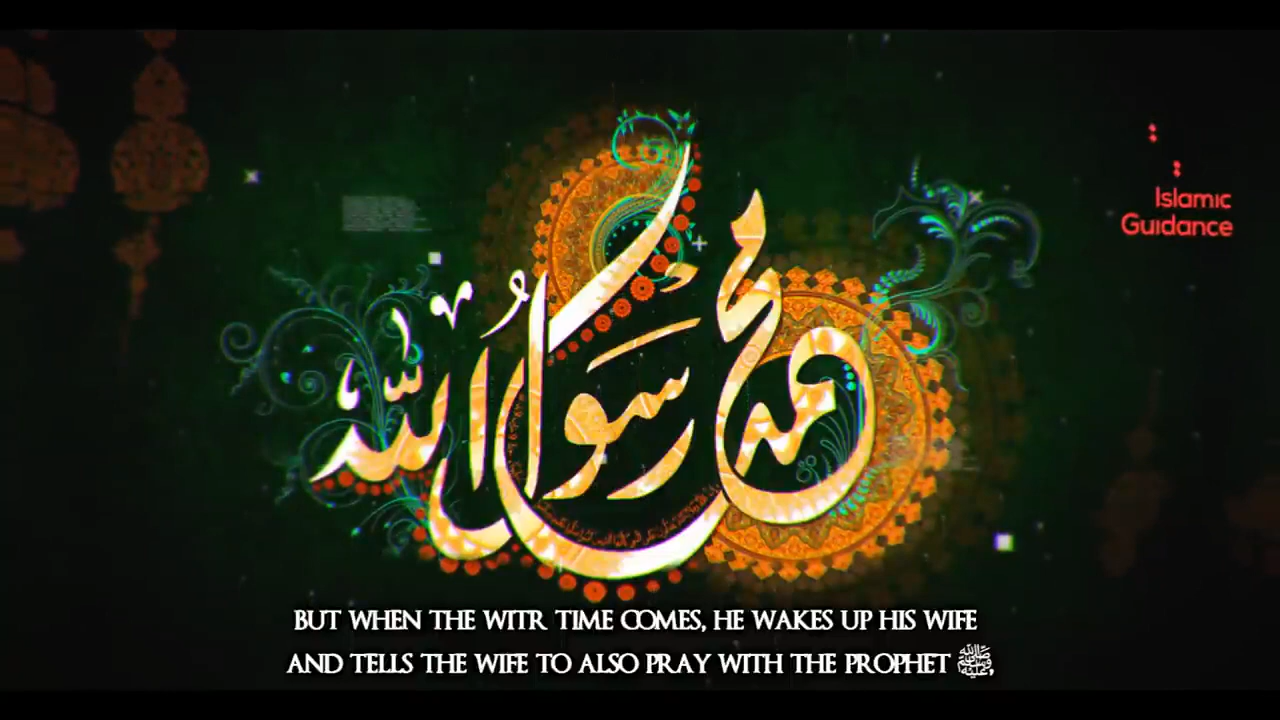 Islamic
Guidance
محمد رسول الله
BUT WHEN THE WITR TIME COMES, HE WAKES UP HIS WIFE
AND TELLS THE WIFE TO ALSO PRAY WITH THE PROPHET ﷺ,